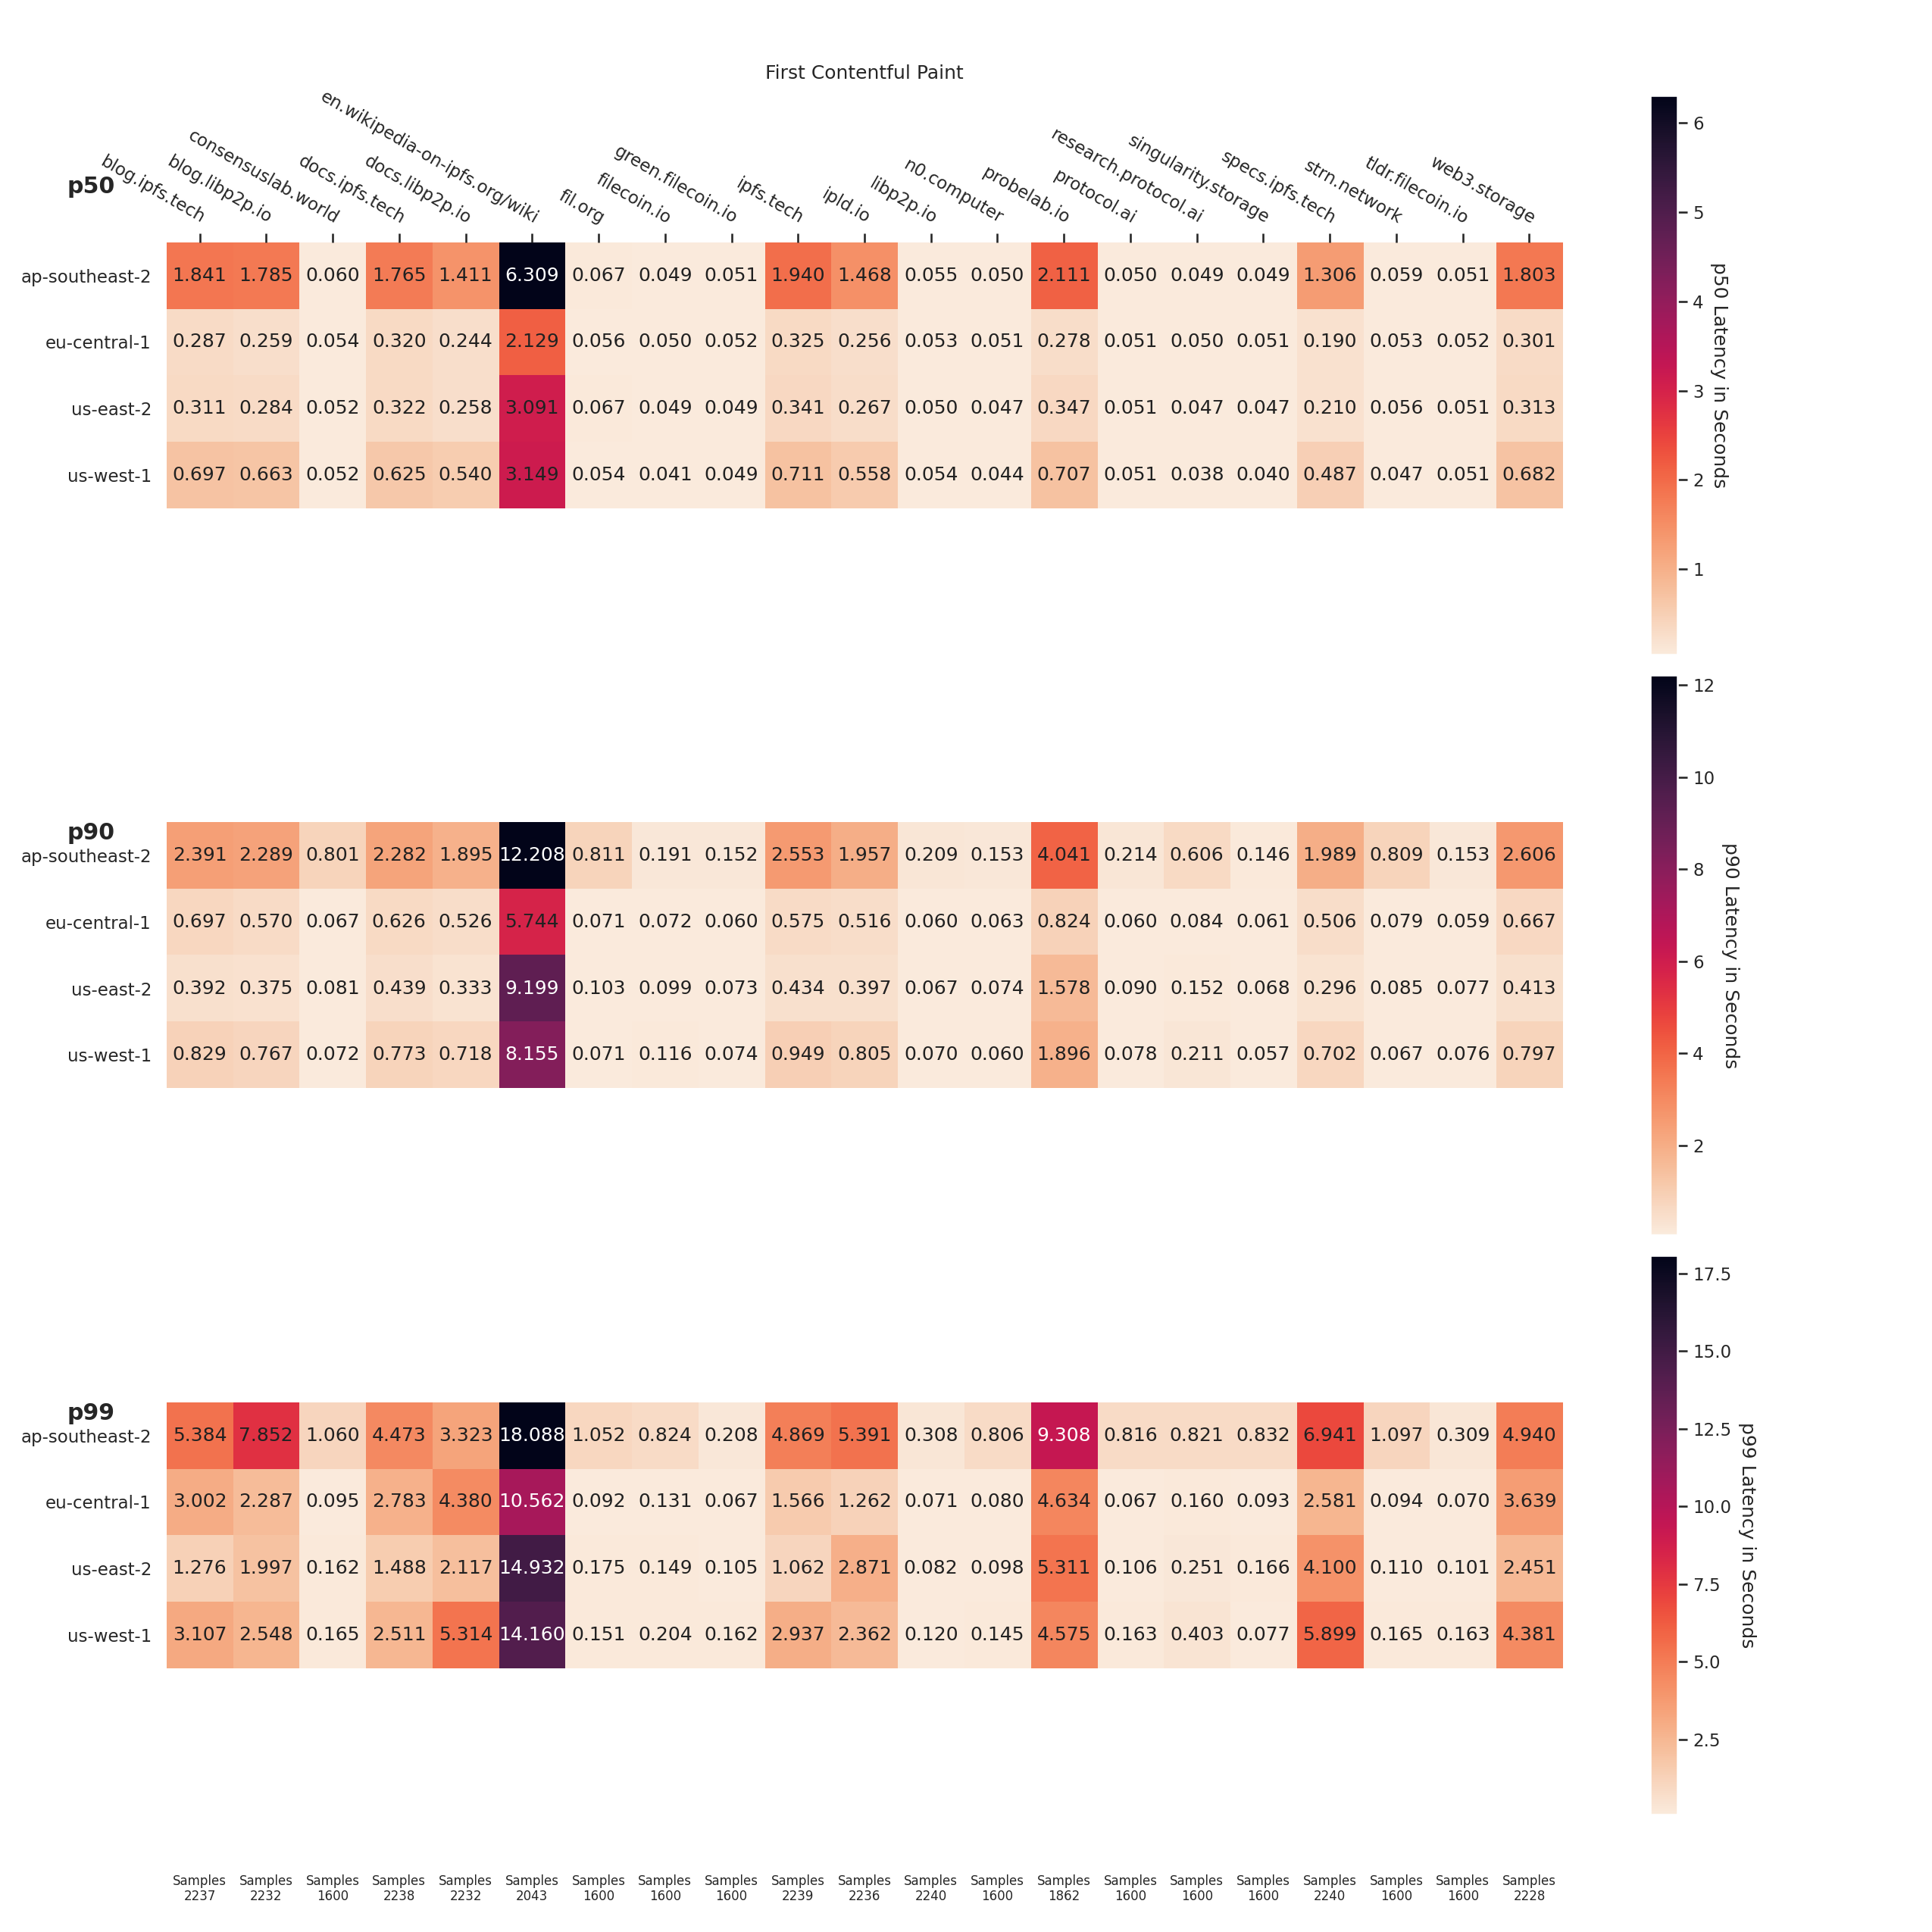 First Contentful Paint
p50
blog.ipfs.tech
blog.libp2p.io
consensuslab.world
docs.ipfs.tech
docs.libp2p.io
en.wikipedia-on-ipfs.org/wiki
fil.org
filecoin.io
green.filecoin.io
ipfs.tech
ipld.io
libp2p.io
n0.computer
probelab.io
protocol.ai
research.protocol.ai
singularity.storage
specs.ipfs.tech
strn.network
tldr.filecoin.io
web3.storage
ap-southeast-2 1.841 1.785 0.060 1.765 1.411 6.309 0.067 0.049 0.051 1.940 1.468 0.055 0.050 2.111 0.050 0.049 0.049 1.306 0.059 0.051 1.803
eu-central-1 0.287 0.259 0.054 0.320 0.244 2.129 0.056 0.050 0.052 0.325 0.256 0.053 0.051 0.278 0.051 0.050 0.051 0.190 0.053 0.052 0.301
us-east-2 0.311 0.284 0.052 0.322 0.258 3.091 0.067 0.049 0.049 0.341 0.267 0.050 0.047 0.347 0.051 0.047 0.047 0.210 0.056 0.051 0.313
us-west-1 0.697 0.663 0.052 0.625 0.540 3.149 0.054 0.041 0.049 0.711 0.558 0.054 0.044 0.707 0.051 0.038 0.040 0.487 0.047 0.051 0.682
6
5
4
3
2
1
p50 Latency in Seconds
p90
ap-southeast-2 2.391 2.289 0.801 2.282 1.895 12.208 0.811 0.191 0.152 2.553 1.957 0.209 0.153 4.041 0.214 0.606 0.146 1.989 0.809 0.153 2.606
eu-central-1 0.697 0.570 0.067 0.626 0.526 5.744 0.071 0.072 0.060 0.575 0.516 0.060 0.063 0.824 0.060 0.084 0.061 0.506 0.079 0.059 0.667
us-east-2 0.392 0.375 0.081 0.439 0.333 9.199 0.103 0.099 0.073 0.434 0.397 0.067 0.074 1.578 0.090 0.152 0.068 0.296 0.085 0.077 0.413
us-west-1 0.829 0.767 0.072 0.773 0.718 8.155 0.071 0.116 0.074 0.949 0.805 0.070 0.060 1.896 0.078 0.211 0.057 0.702 0.067 0.076 0.797
12
10
8
6
4
2
p90 Latency in Seconds
p99
ap-southeast-2 5.384 7.852 1.060 4.473 3.323 18.088 1.052 0.824 0.208 4.869 5.391 0.308 0.806 9.308 0.816 0.821 0.832 6.941 1.097 0.309 4.940
eu-central-1 3.002 2.287 0.095 2.783 4.380 10.562 0.092 0.131 0.067 1.566 1.262 0.071 0.080 4.634 0.067 0.160 0.093 2.581 0.094 0.070 3.639
us-east-2 1.276 1.997 0.162 1.488 2.117 14.932 0.175 0.149 0.105 1.062 2.871 0.082 0.098 5.311 0.106 0.251 0.166 4.100 0.110 0.101 2.451
us-west-1 3.107 2.548 0.165 2.511 5.314 14.160 0.151 0.204 0.162 2.937 2.362 0.120 0.145 4.575 0.163 0.403 0.077 5.899 0.165 0.163 4.381
17.5
15.0
12.5
10.0
7.5
5.0
2.5
p99 Latency in Seconds
Samples Samples Samples Samples Samples Samples Samples Samples Samples Samples Samples Samples Samples Samples Samples Samples Samples Samples Samples Samples Samples
2237 2232 1600 2238 2232 2043 1600 1600 1600 2239 2236 2240 1600 1862 1600 1600 1600 2240 1600 1600 2228